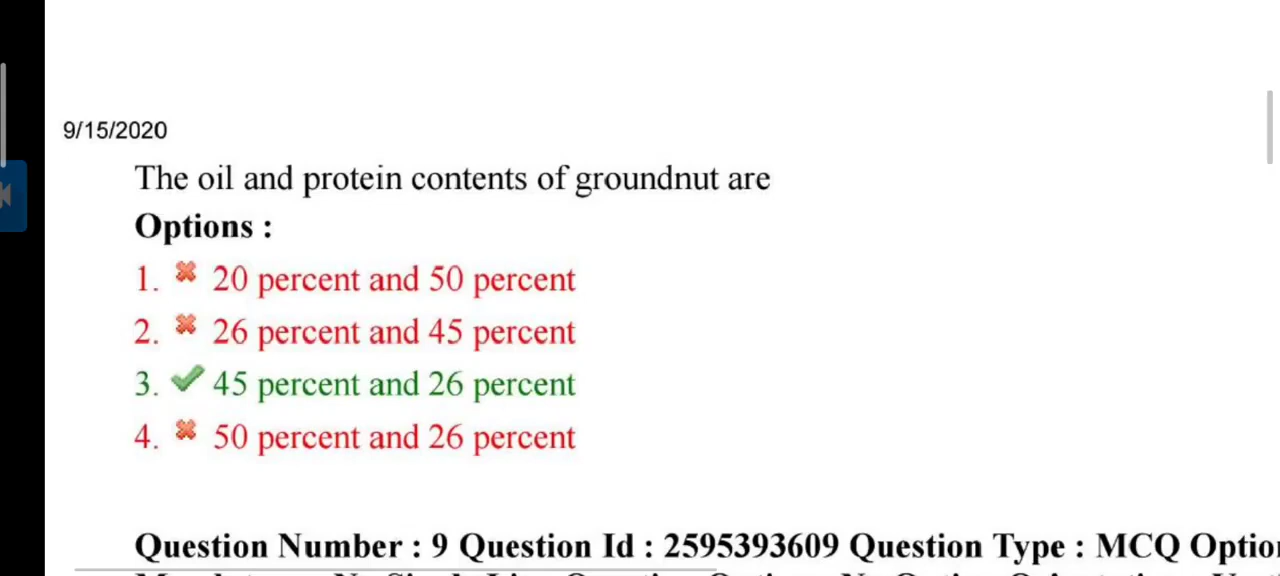 9/15/2020
The oil and protein contents of groundnut are
Options :
1. 20 percent and 50 percent
2. 26 percent and 45 percent
3. 45 percent and 26 percent
4. 50 percent and 26 percent
Question Number : 9 Question Id : 2595393609 Question Type : MCQ Option